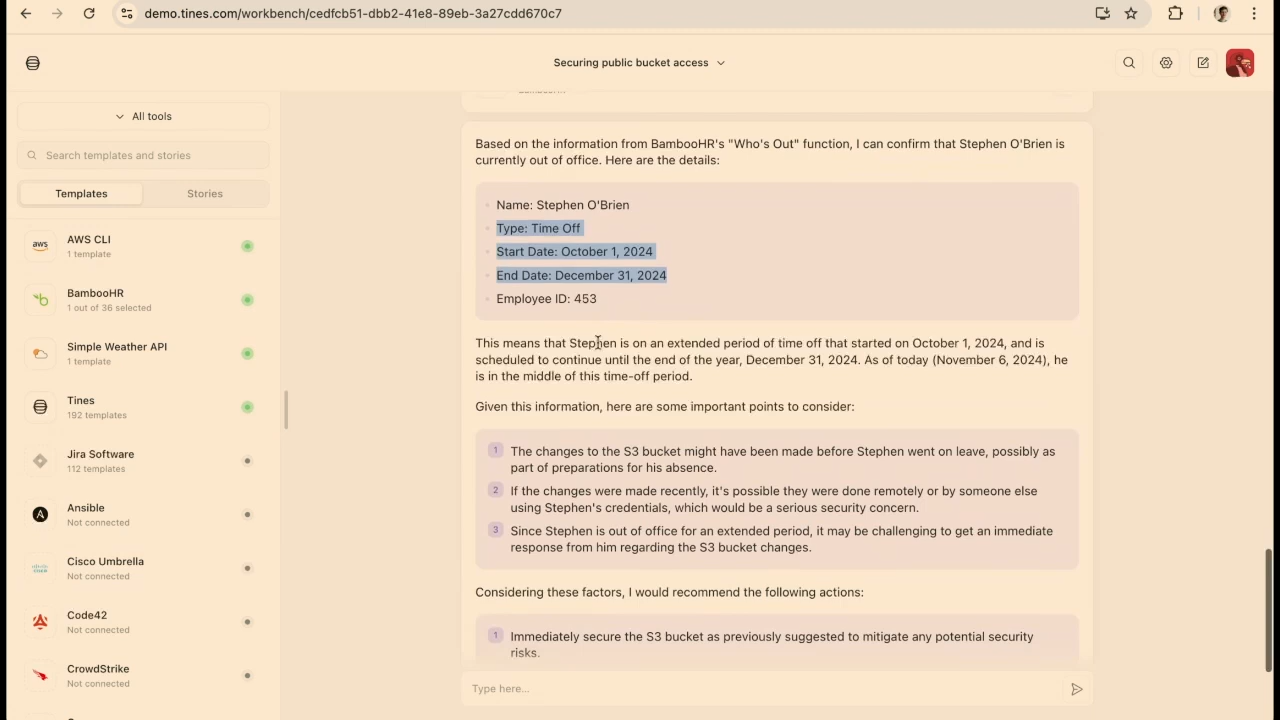 demo.tines.com/workbench/cedfcb51-dbb2-41e8-89eb-3a27cdd670c7
Securing public bucket access
All tools
Search templates and stories
Templates
Stories
AWS CLI
1 template
BambooHR
1 out of 36 selected
Simple Weather API
1 template
Tines
192 templates
Jira Software
112 templates
Ansible
Not connected
Cisco Umbrella
Not connected
Code42
Not connected
CrowdStrike
Not connected
Based on the information from BambooHR's "Who's Out" function, I can confirm that Stephen O'Brien is
currently out of office. Here are the details:
Name: Stephen O'Brien
Type: Time Off
Start Date: October 1, 2024
End Date: December 31, 2024
Employee ID: 453
This means that Stephen is on an extended period of time off that started on October 1, 2024, and is
scheduled to continue until the end of the year, December 31, 2024. As of today (November 6, 2024), he
is in the middle of this time-off period.
Given this information, here are some important points to consider:
1 The changes to the S3 bucket might have been made before Stephen went on leave, possibly as
part of preparations for his absence.
2 If the changes were made recently, it's possible they were done remotely or by someone else
using Stephen's credentials, which would be a serious security concern.
3 Since Stephen is out of office for an extended period, it may be challenging to get an immediate
response from him regarding the S3 bucket changes.
Considering these factors, I would recommend the following actions:
1 Immediately secure the S3 bucket as previously suggested to mitigate any potential security
risks.
Type here...